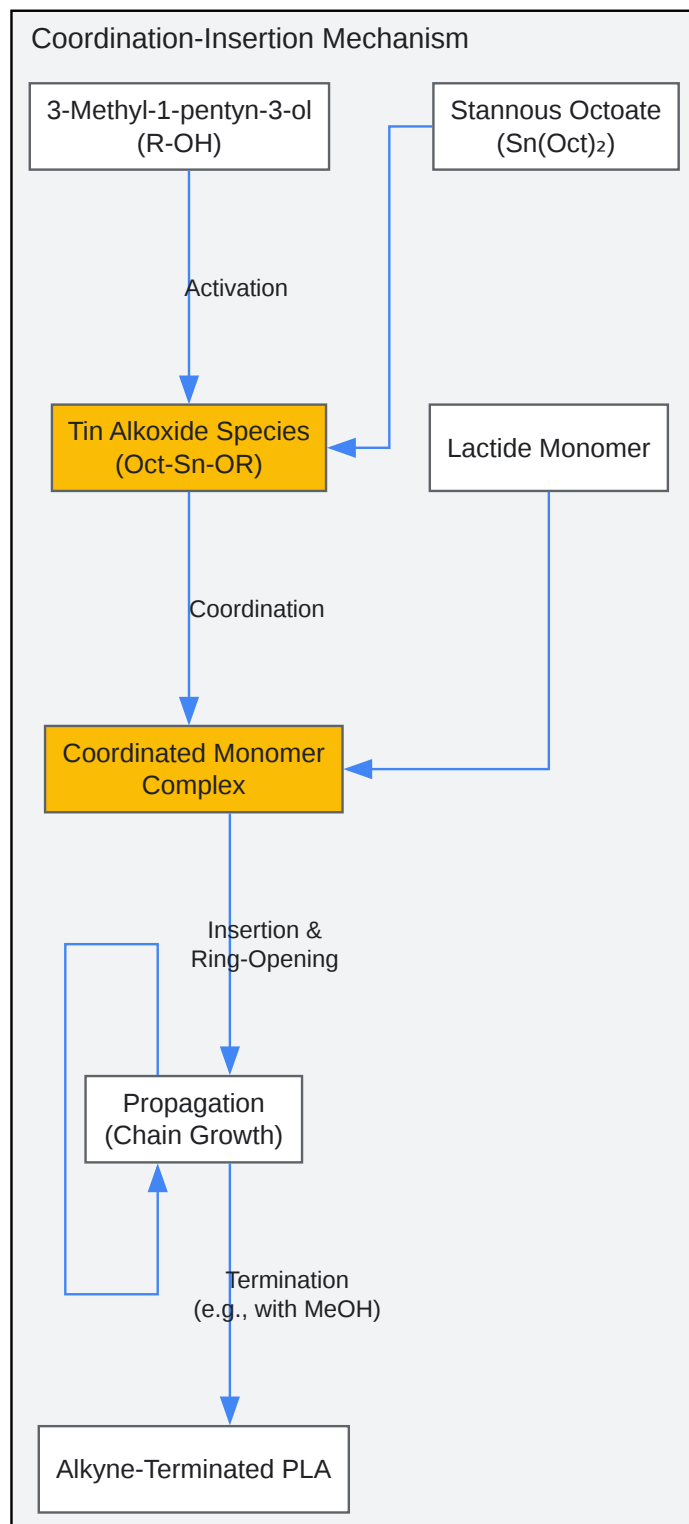 Coordination-Insertion Mechanism
3-Methyl-1-pentyn-3-ol
(R-OH)
Stannous Octoate
(Sn(Oct)₂)
Activation
Tin Alkoxide Species
(Oct-Sn-OR)
Lactide Monomer
Coordination
Coordinated Monomer
Complex
Insertion &
Ring-Opening
Propagation
(Chain Growth)
Termination
(e.g., with MeOH)
Alkyne-Terminated PLA